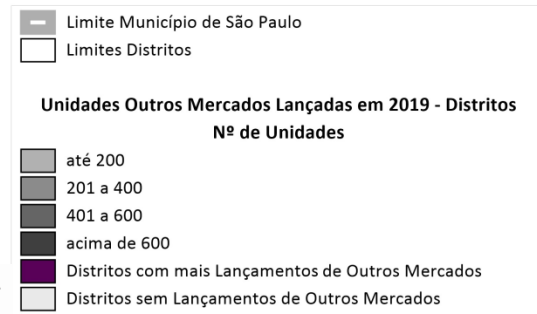 Limite Município de São Paulo
Limites Distritos
Unidades Outros Mercados Lançadas em 2019 - Distritos
Nº de Unidades
até 200
201 a 400
401 a 600
acima de 600
Distritos com mais Lançamentos de Outros Mercados
Distritos sem Lançamentos de Outros Mercados